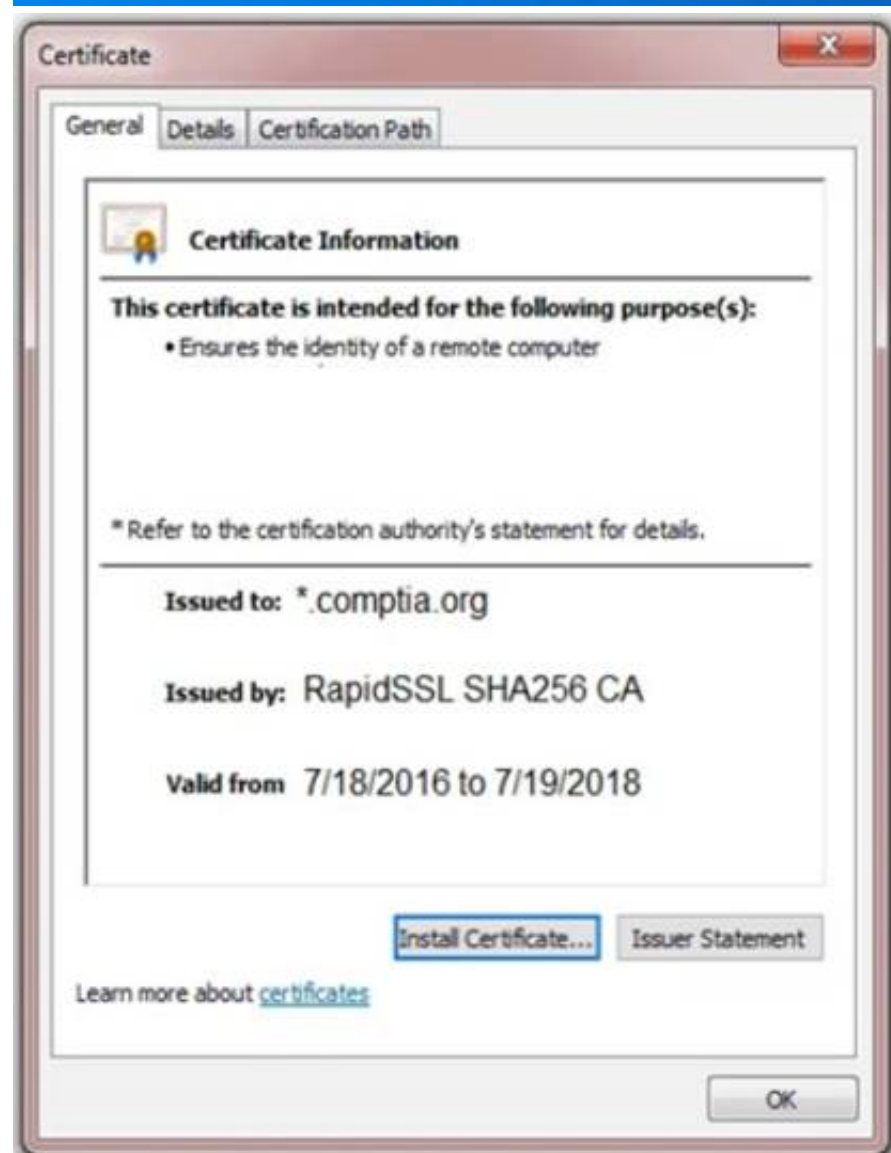 Certificate
General Details Certification Path
Certificate Information
This certificate is intended for the following purpose(s):
• Ensures the identity of a remote computer
* Refer to the certification authority's statement for details.
Issued to: *.comptia.org
Issued by: RapidSSL SHA256 CA
Valid from 7/18/2016 to 7/19/2018
Install Certificate... Issuer Statement
Learn more about certificates
OK